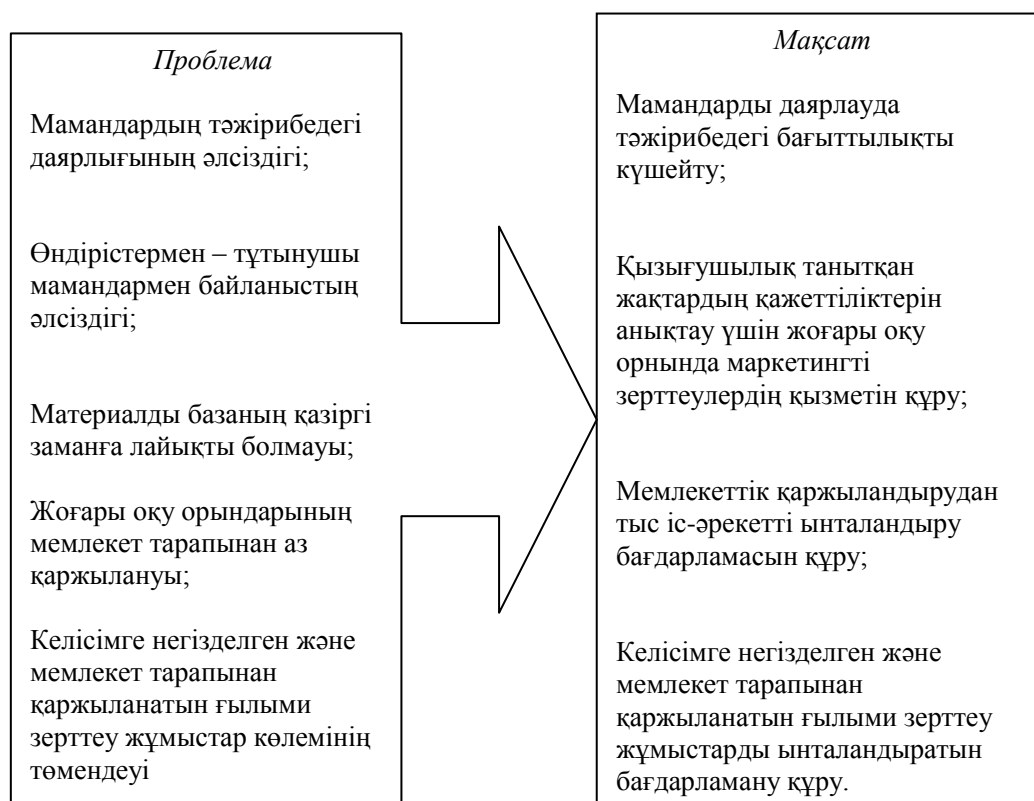 Проблема
Мамандардың тәжірибедегі
даярлығының әлсіздігі;
Өндірістермен – тұтынушы
мамандармен байланыстың
әлсіздігі;
Материалды базаның қазіргі
заманға лайықты болмауы;
Жоғары оқу орындарының
мемлекет тарапынан аз
қаржылануы;
Келісімге негізделген және
мемлекет тарапынан
қаржыланатын ғылыми
зерттеу жұмыстар көлемінің
төмендеуі
Мақсат
Мамандарды даярлауда
тәжірибедегі бағыттылықты
күшейту;
Қызығушылық танытқан
жақтардың қажеттіліктерін
анықтау үшін жоғары оқу
орнында маркетингті
зерттеулердің қызметін құру;
Мемлекеттік қаржыландырудан
тыс іс-әрекетті ынталандыру
бағдарламасын құру;
Келісімге негізделген және
мемлекет тарапынан
қаржыланатын ғылыми зерттеу
жұмыстарды ынталандыратын
бағдарламану құру.